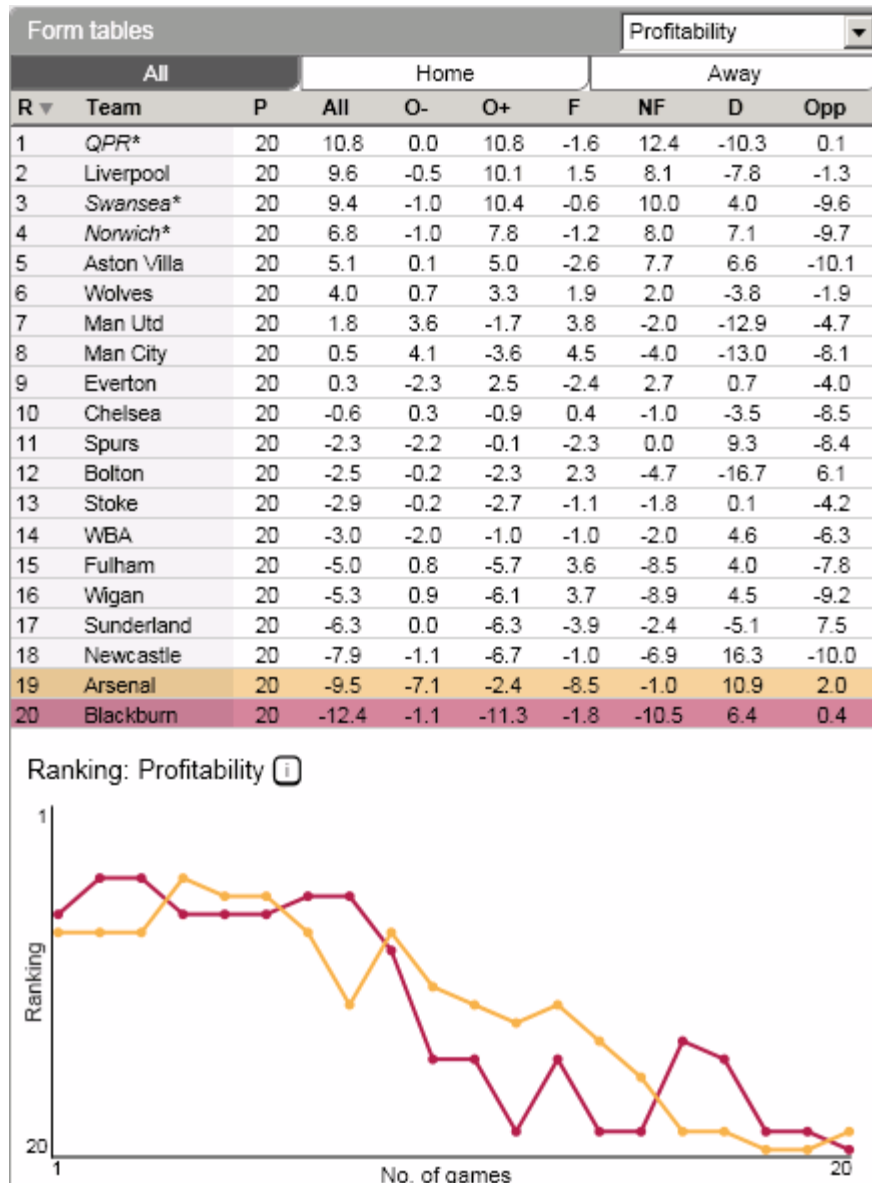 Form tables Profitability
All Home Away
R Team P All O- O+ F NF D Opp
1 QPR* 20 10.8 0.0 10.8 -1.6 12.4 -10.3 0.1
2 Liverpool 20 9.6 -0.5 10.1 1.5 8.1 -7.8 -1.3
3 Swansea* 20 9.4 -1.0 10.4 -0.6 10.0 4.0 -9.6
4 Norwich* 20 6.8 -1.0 7.8 -1.2 8.0 7.1 -9.7
5 Aston Villa 20 5.1 0.1 5.0 -2.6 7.7 6.6 -10.1
6 Wolves 20 4.0 0.7 3.3 1.9 2.0 -3.8 -1.9
7 Man Utd 20 1.8 3.6 -1.7 3.8 -2.0 -12.9 -4.7
8 Man City 20 0.5 4.1 -3.6 4.5 -4.0 -13.0 -8.1
9 Everton 20 0.3 -2.3 2.5 -2.4 2.7 0.7 -4.0
10 Chelsea 20 -0.6 0.3 -0.9 0.4 -1.0 -3.5 -8.5
11 Spurs 20 -2.3 -2.2 -0.1 -2.3 0.0 9.3 -8.4
12 Bolton 20 -2.5 -0.2 -2.3 2.3 -4.7 -16.7 6.1
13 Stoke 20 -2.9 -0.2 -2.7 -1.1 -1.8 0.1 -4.2
14 WBA 20 -3.0 -2.0 -1.0 -1.0 -2.0 4.6 -6.3
15 Fulham 20 -5.0 0.8 -5.7 3.6 -8.5 4.0 -7.8
16 Wigan 20 -5.3 0.9 -6.1 3.7 -8.9 4.5 -9.2
17 Sunderland 20 -6.3 0.0 -6.3 -3.9 -2.4 -5.1 7.5
18 Newcastle 20 -7.9 -1.1 -6.7 -1.0 -6.9 16.3 -10.0
19 Arsenal 20 -9.5 -7.1 -2.4 -8.5 -1.0 10.9 2.0
20 Blackburn 20 -12.4 -1.1 -11.3 -1.8 -10.5 6.4 0.4
Ranking: Profitability i
1
Ranking
20
1 No. of games 20